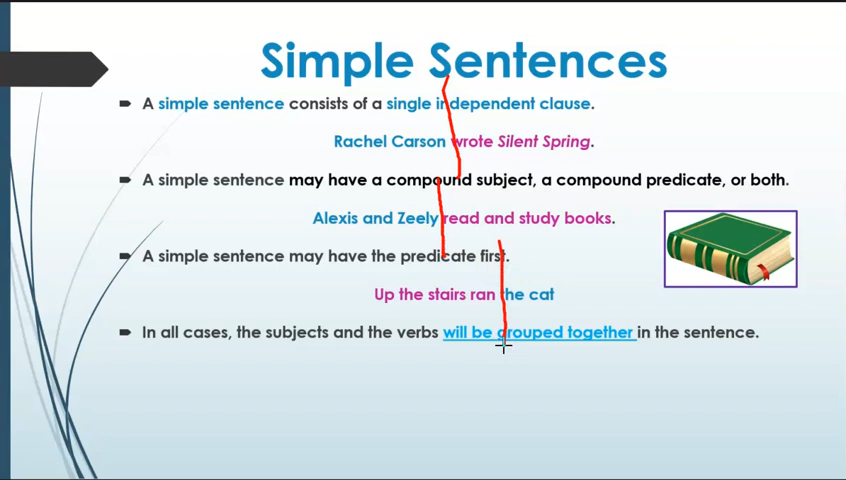 Simple Sentences
A simple sentence consists of a single independent clause.
Rachel Carson wrote Silent Spring.
A simple sentence may have a compound subject, a compound predicate, or both.
Alexis and Zeely read and study books.
A simple sentence may have the predicate first.
Up the stairs ran the cat
In all cases, the subjects and the verbs will be grouped together in the sentence.